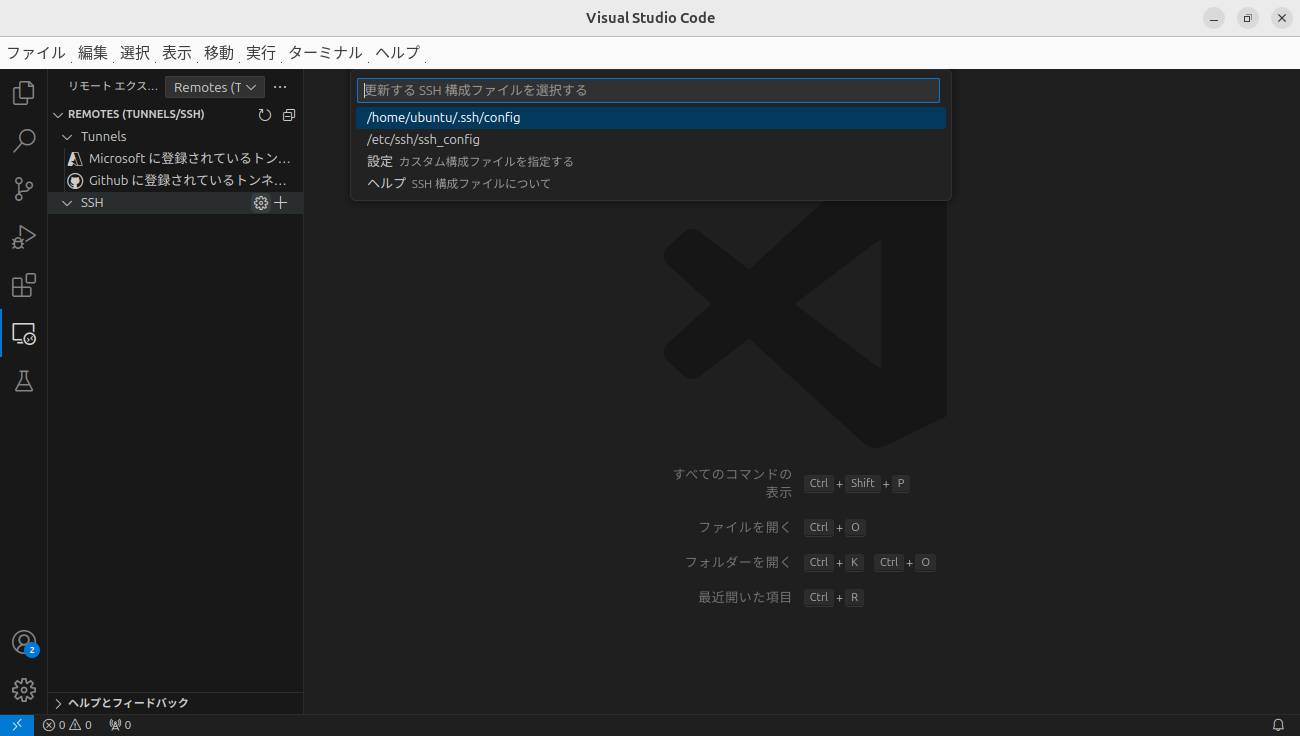 Visual Studio Code
ファイル 編集 選択 表示 移動 実行 ターミナル ヘルプ
リモート エクス… Remotes (T ···
REMOTES (TUNNELS/SSH)
Tunnels
Microsoft に登録されているトン…
Github に登録されているトンネ…
SSH
更新する SSH 構成ファイルを選択する
/home/ubuntu/.ssh/config
/etc/ssh/ssh_config
設定 カスタム構成ファイルを指定する
ヘルプ SSH 構成ファイルについて
すべてのコマンドの
表示 Ctrl + Shift + P
ファイルを開く Ctrl + O
フォルダーを開く Ctrl + K Ctrl + O
最近開いた項目 Ctrl + R
2
ヘルプとフィードバック
0 0 0